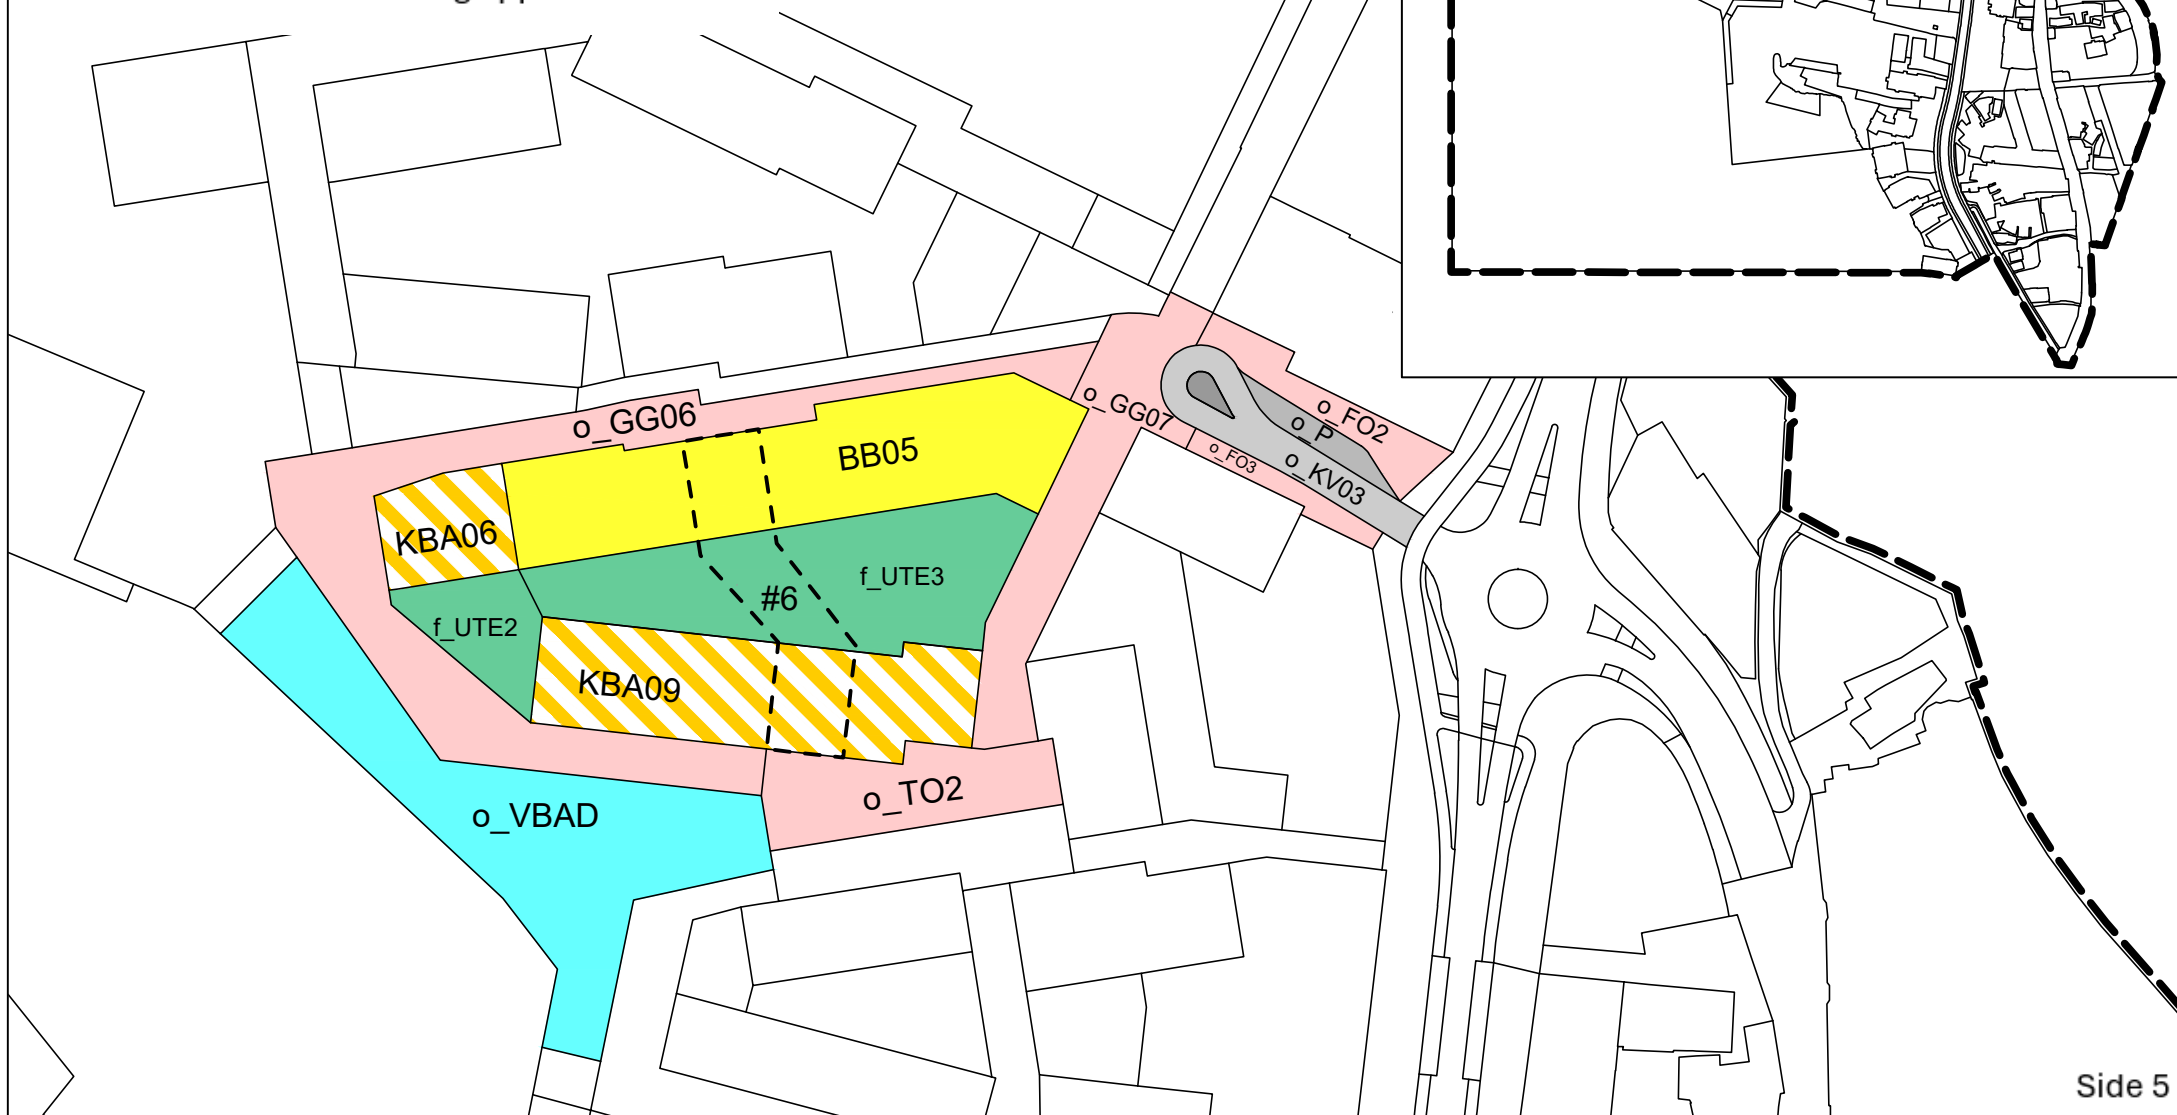 o_GG06
o_GG07
o_FO2
o_P
BB05
o_FO3
o_KV03
KBA06
f_UTE3
#6
f_UTE2
KBA09
o_TO2
o_VBAD
Side 5